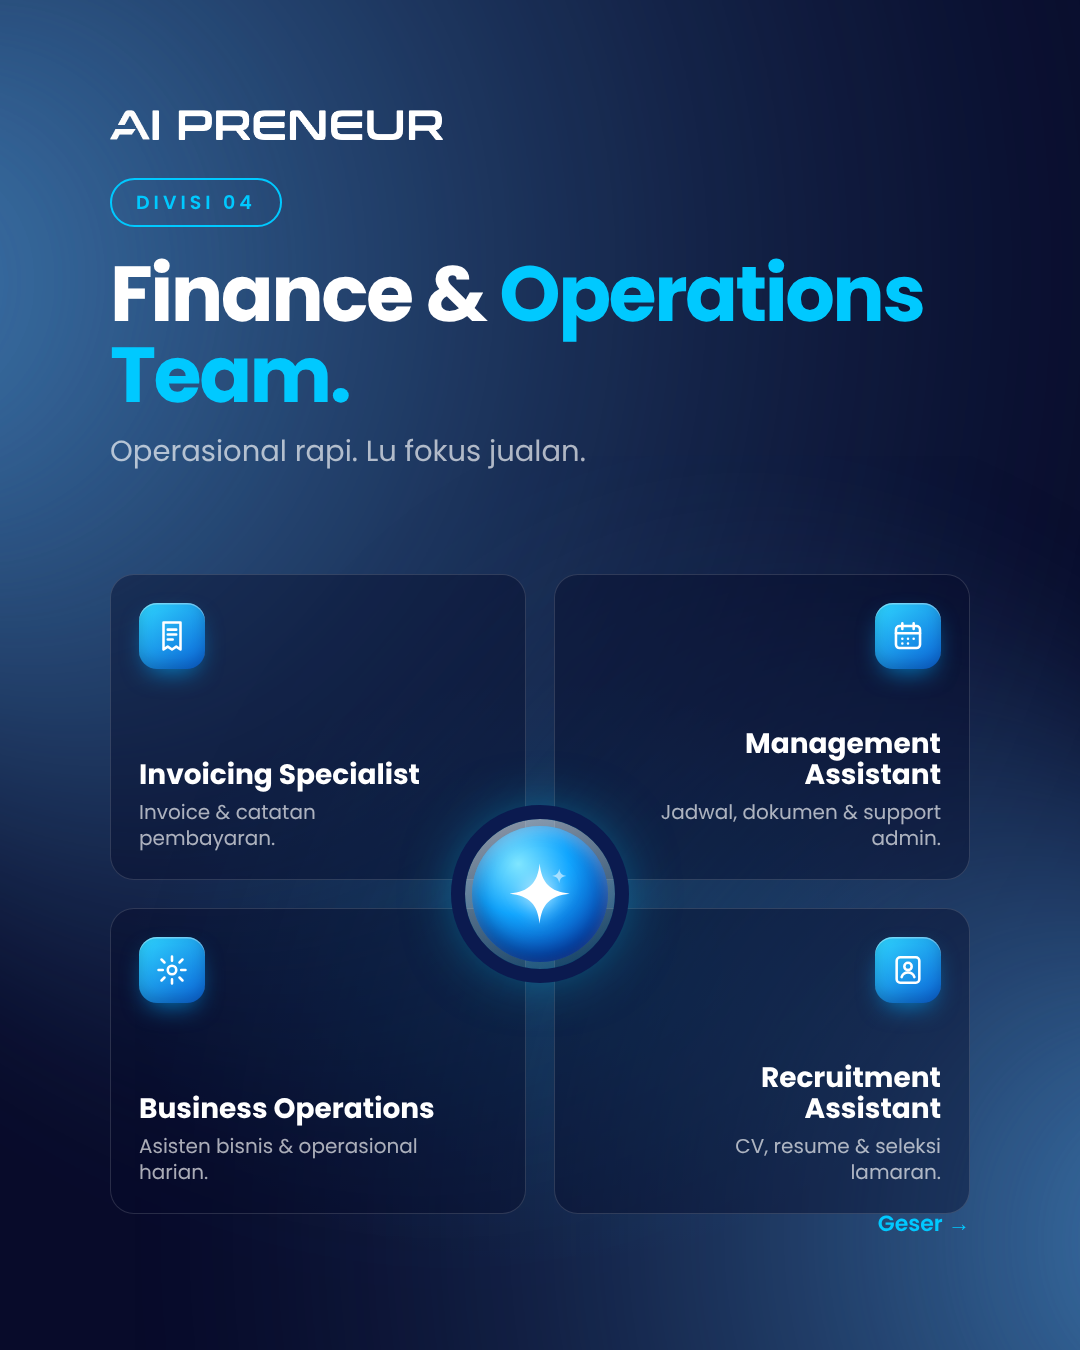 AI PRENEUR
DIVISI 04
Finance & Operations
Team.
Operasional rapi. Lu fokus jualan.
Invoicing Specialist
Invoice & catatan
pembayaran.
Management
Assistant
Jadwal, dokumen & support
admin.
Business Operations
Asisten bisnis & operasional
harian.
Recruitment
Assistant
CV, resume & seleksi
lamaran.
Geser →